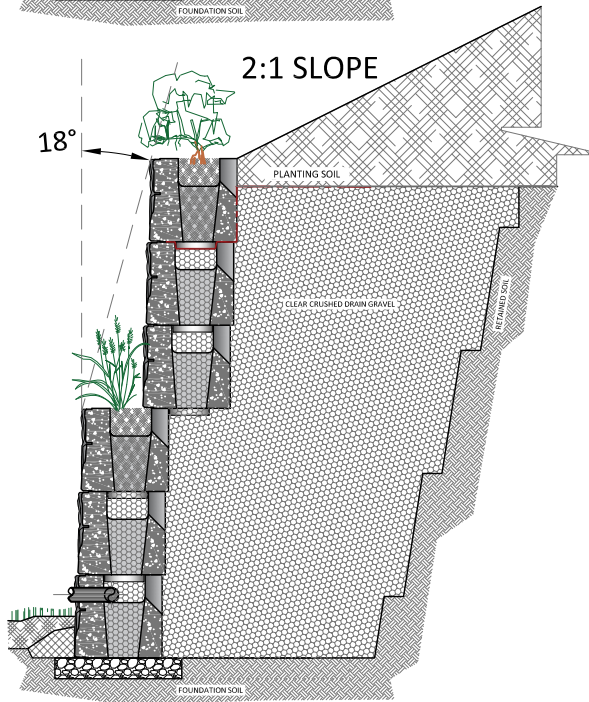 FOUNDATION SOIL
2:1 SLOPE
18°
PLANTING SOIL
CLEAR CRUSHED DRAIN GRAVEL
RETAINED SOIL
FOUNDATION SOIL